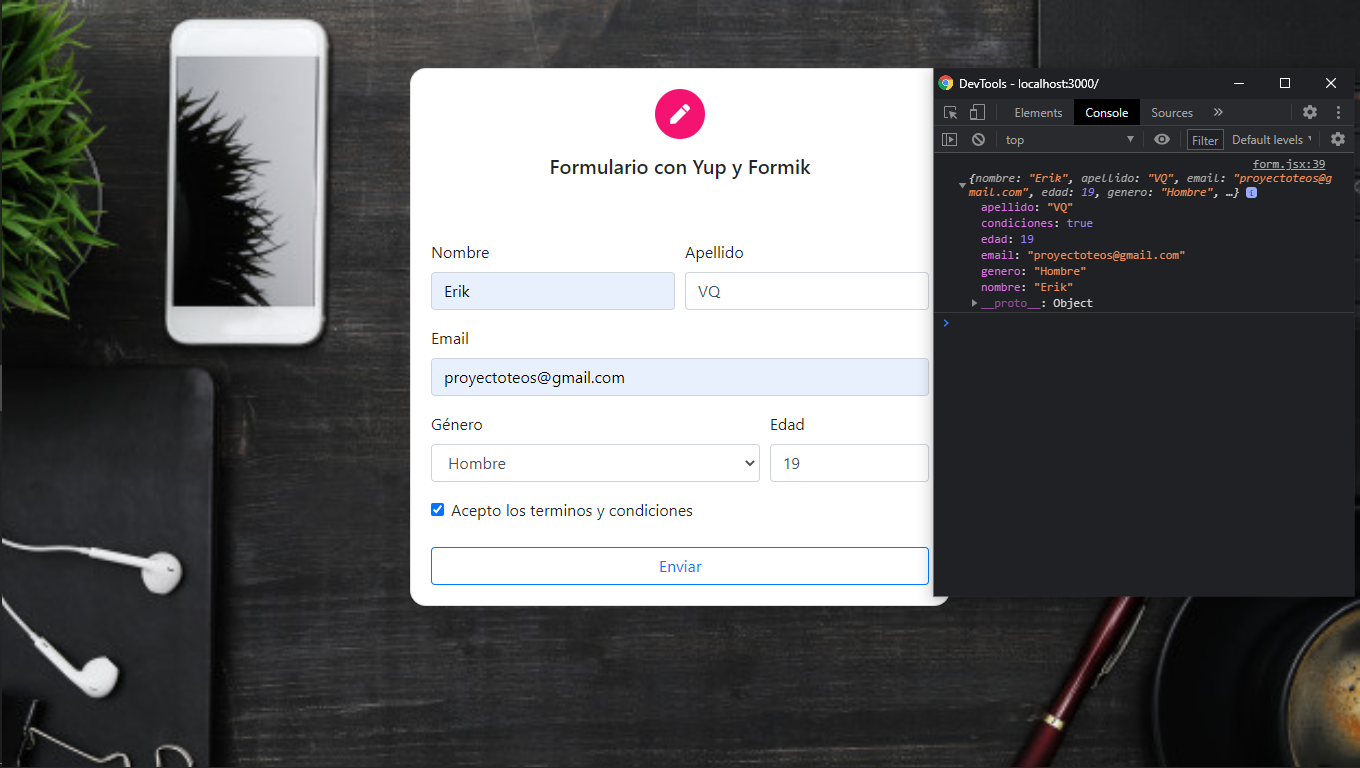 Formulario con Yup y Formik
Nombre Apellido
Erik VQ
Email
proyectoteos@gmail.com
Género Edad
Hombre 19
Acepto los terminos y condiciones
Enviar
DevTools - localhost:3000/
Elements Console Sources »
top Filter Default levels
form.jsx:39
{nombre: "Erik", apellido: "VQ", email: "proyectoteos@g
mail.com", edad: 19, genero: "Hombre", …} i
apellido: "VQ"
condiciones: true
edad: 19
email: "proyectoteos@gmail.com"
genero: "Hombre"
nombre: "Erik"
__proto__: Object